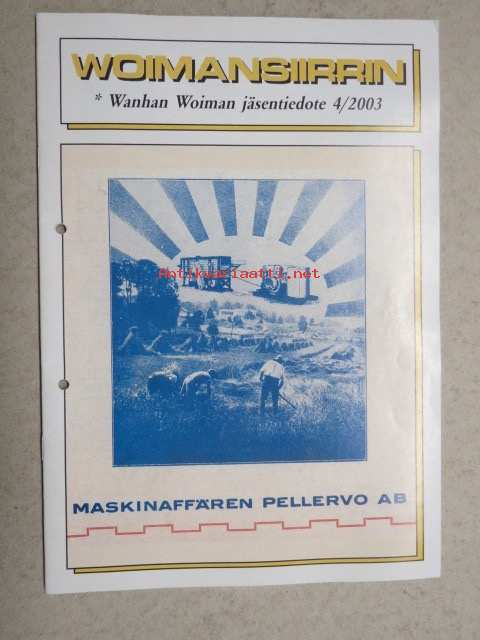 WOIMANSIIRRIN
* Wanhan Woiman jäsentiedote 4/2003
Antikvariaatti.net
MASKINAFFÄREN PELLERVO AB